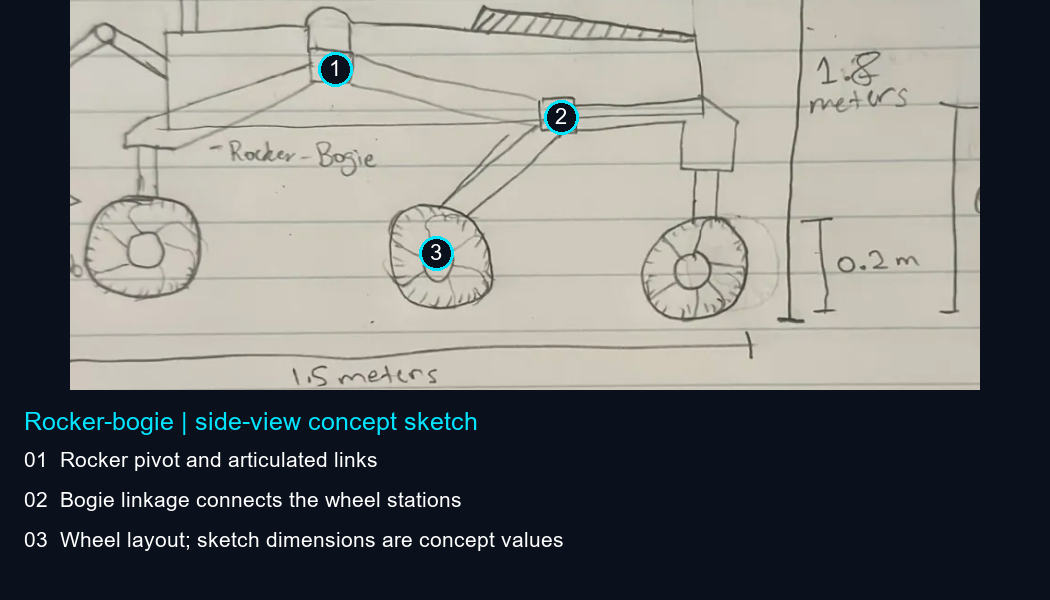 1.8
meters
1
2
- Rocker-Bogie
3
0.2 m
1.5 meters
Rocker-bogie | side-view concept sketch
01 Rocker pivot and articulated links
02 Bogie linkage connects the wheel stations
03 Wheel layout; sketch dimensions are concept values